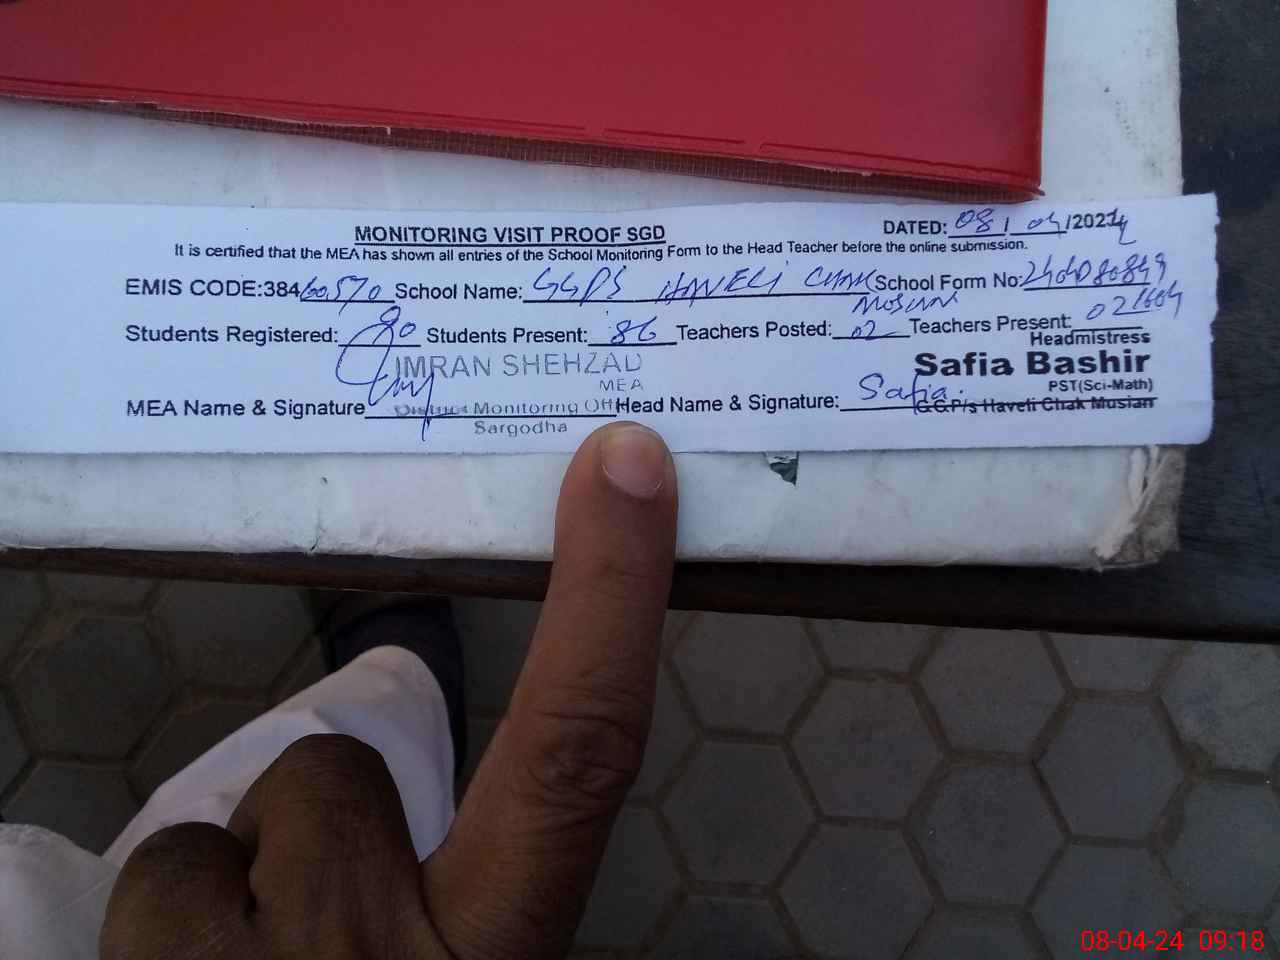 MONITORING VISIT PROOF SGD
DATED: 08/04/2024
It is certified that the MEA has shown all entries of the School Monitoring Form to the Head Teacher before the online submission.
EMIS CODE:38460570 School Name: GGPS HAVELI CHAK MUSIAN School Form No:
Students Registered: 90 Students Present: 86 Teachers Posted: 02 Teachers Present:
Headmistress
Safia Bashir
PST(Sci-Math)
G.G.P/s Haveli Chak Musian
IMRAN SHEHZAD
MEA
District Monitoring Off
Sargodha
MEA Name & Signature Head Name & Signature: Safia.
08-04-24 09:18